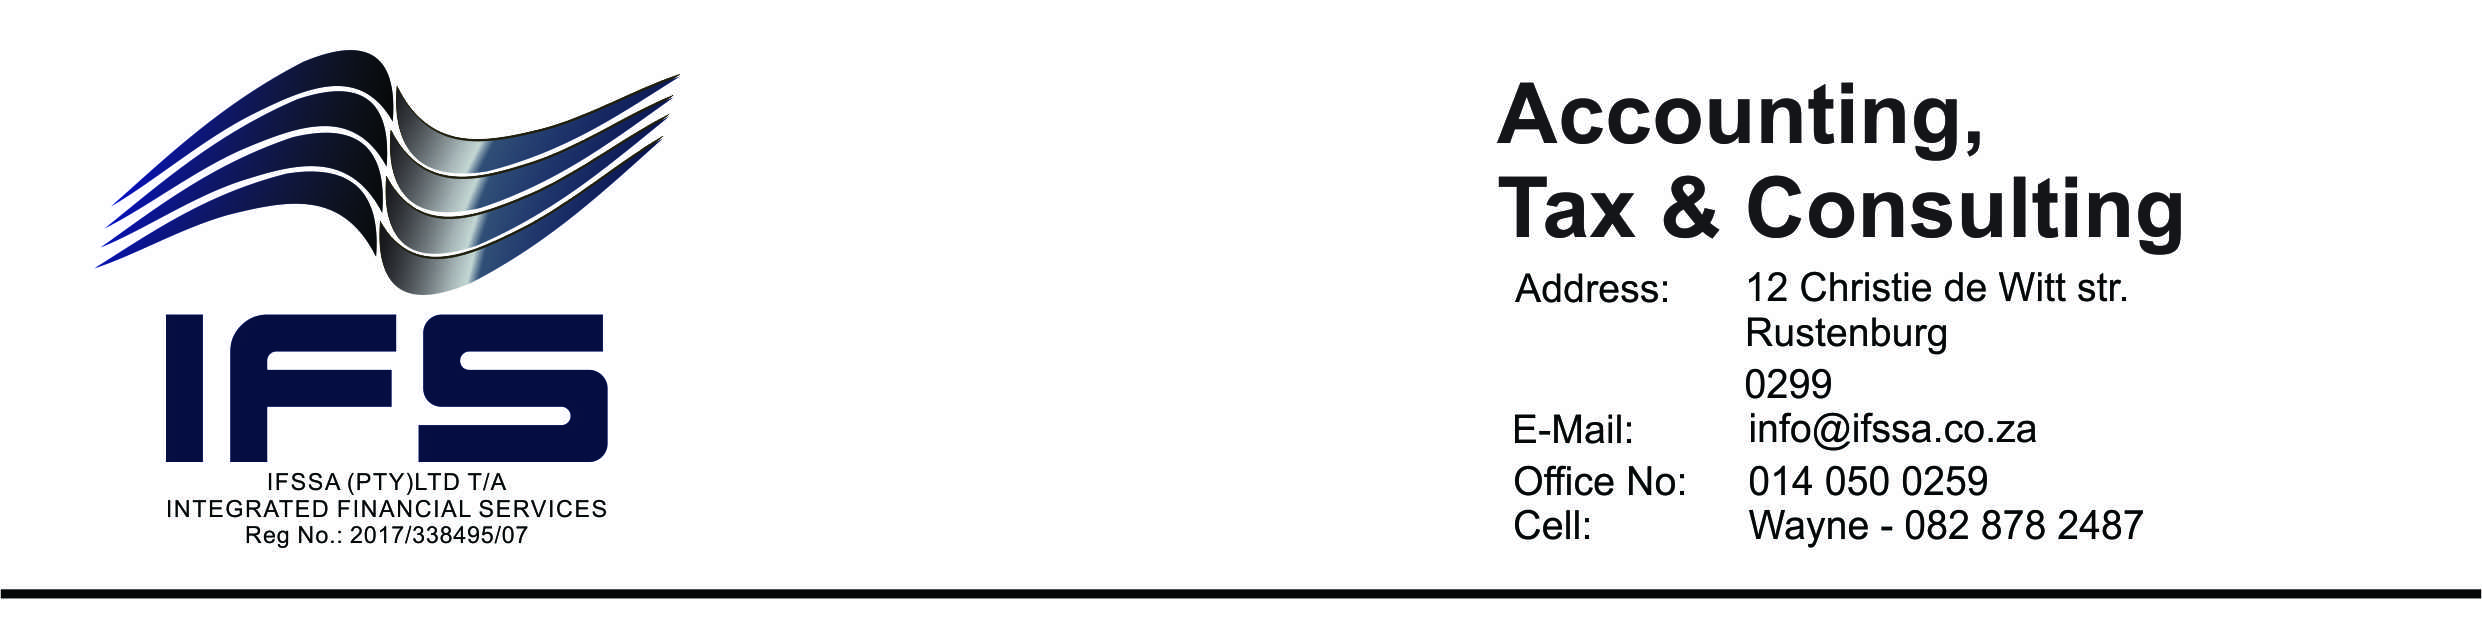 IFS
IFSSA (PTY)LTD T/A
INTEGRATED FINANCIAL SERVICES
Reg No.: 2017/338495/07
Accounting,
Tax & Consulting
Address: 12 Christie de Witt str.
Rustenburg
0299
E-Mail: info@ifssa.co.za
Office No: 014 050 0259
Cell: Wayne - 082 878 2487